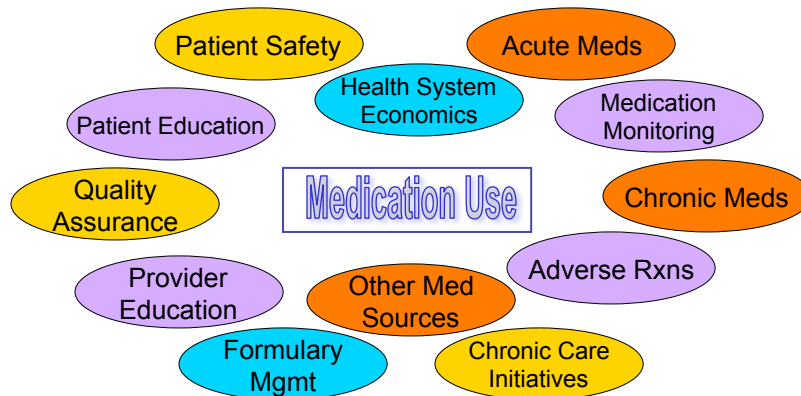 Patient Safety
Acute Meds
Health System
Economics
Medication
Monitoring
Patient Education
Quality
Assurance
Medication Use
Chronic Meds
Provider
Education
Adverse Rxns
Other Med
Sources
Formulary
Mgmt
Chronic Care
Initiatives